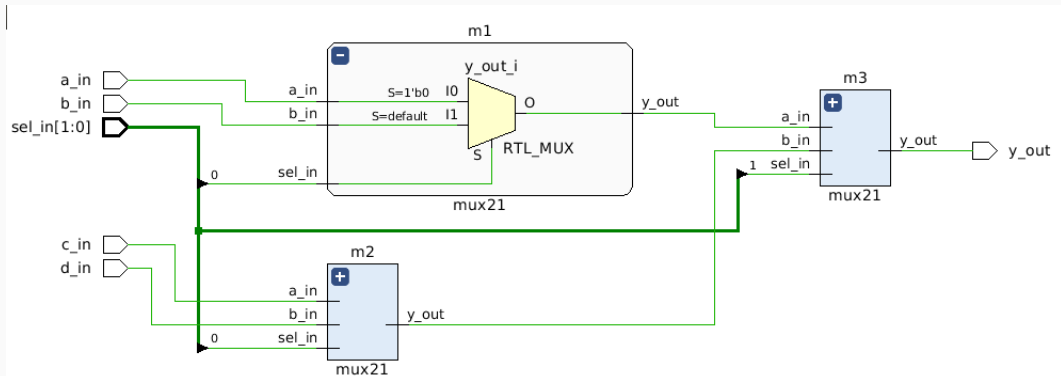 m1
y_out_i
a_in
b_in
sel_in[1:0]
a_in
S=1'b0
I0
b_in
S=default
I1
O
S
RTL_MUX
y_out
0
sel_in
mux21
m3
a_in
b_in
1
sel_in
y_out
y_out
mux21
c_in
d_in
m2
a_in
b_in
0
sel_in
y_out
mux21